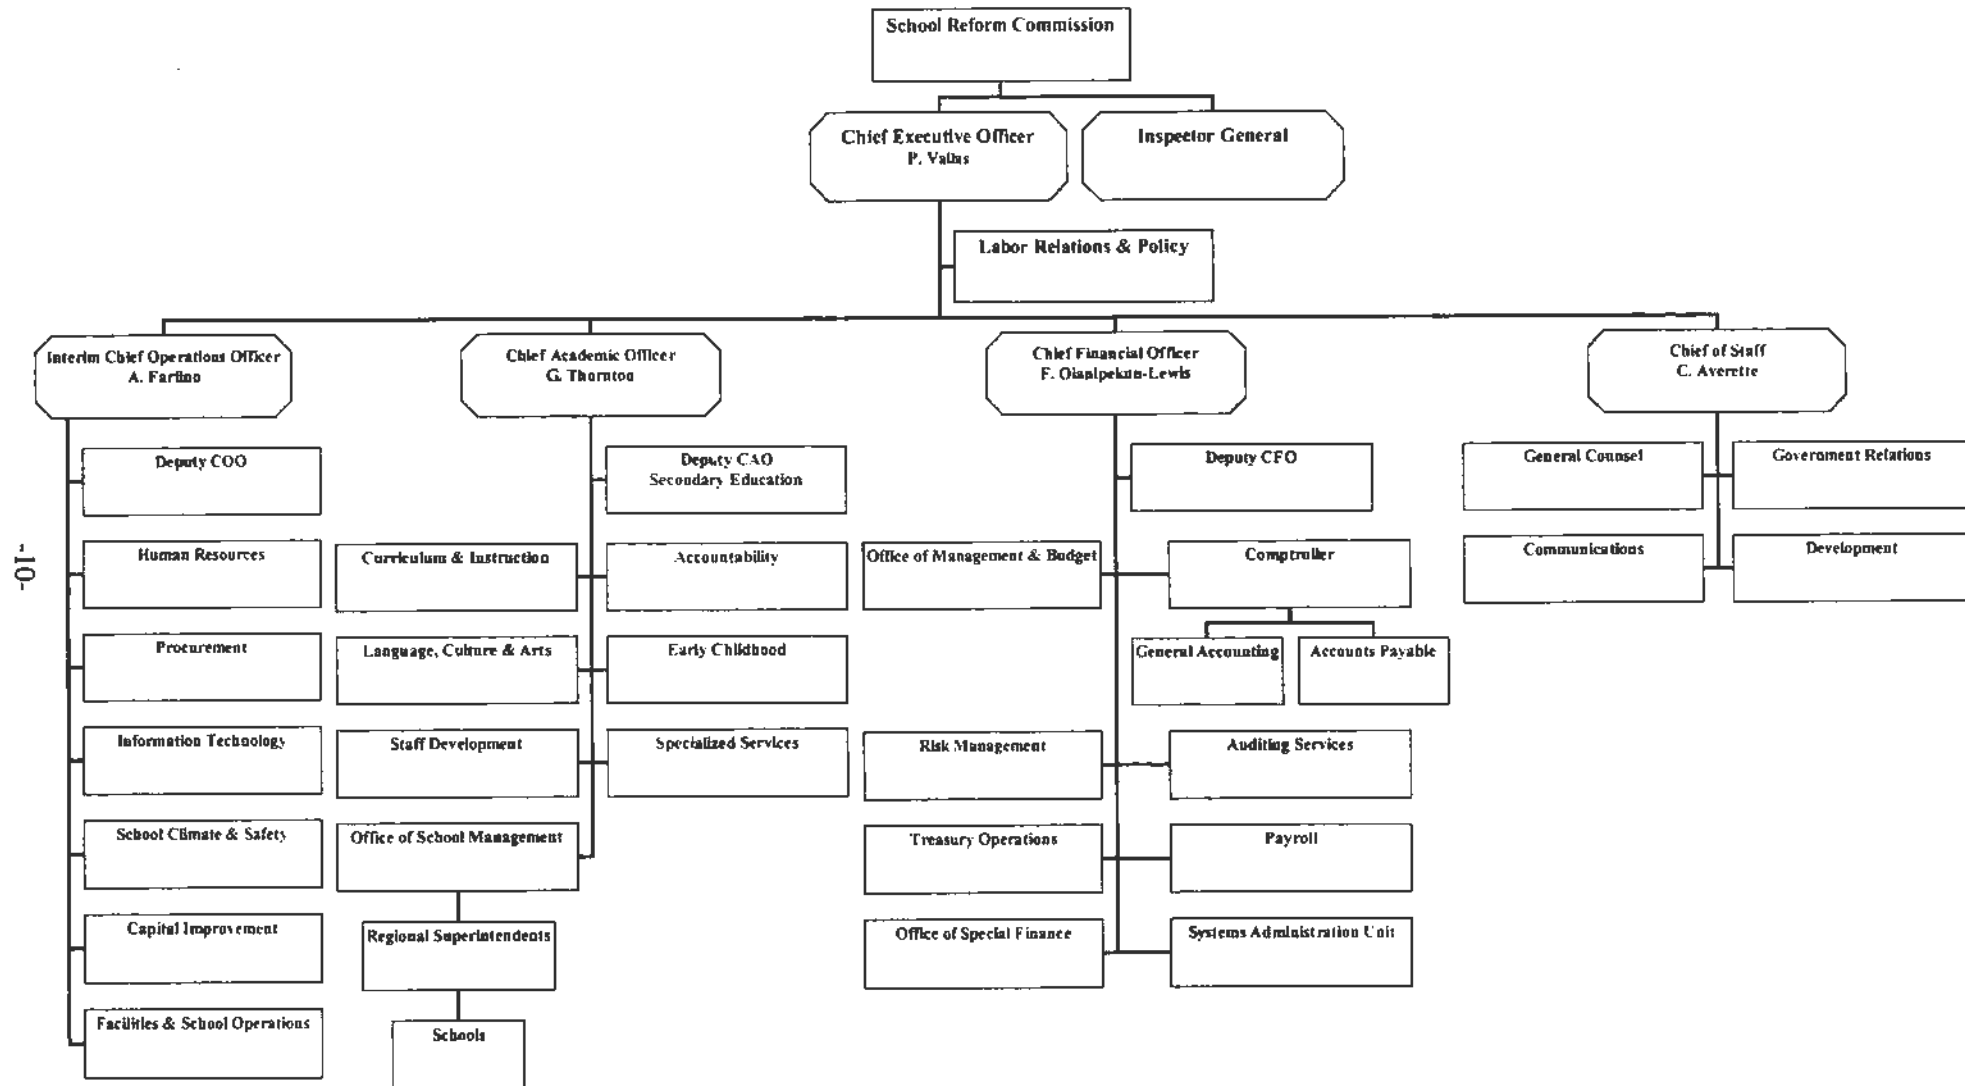 School Reform Commission
Chief Executive Officer
P. Vallas
Inspector General
Labor Relations & Policy
Interim Chief Operations Officer
A. Farlino
Chief Academic Officer
G. Thornton
Chief Financial Officer
F.
Chief of Staff
C. Averette
Deputy COO
Human Resources
Procurement
Information Technology
School Climate & Safety
Capital Improvement
Facilities & School Operations
Deputy CAO
Secondary Education
Curriculum & Instruction
Accountability
Language, Culture & Arts
Early Childhood
Staff Development
Specialized Services
Office of School Management
Regional Superintendents
Schools
Deputy CFO
Office of Management & Budget
Comptroller
General Accounting
Accounts Payable
Risk Management
Auditing Services
Treasury Operations
Payroll
Office of Special Finance
Systems Administration Unit
General Counsel
Government Relations
Communications
Development
-10-